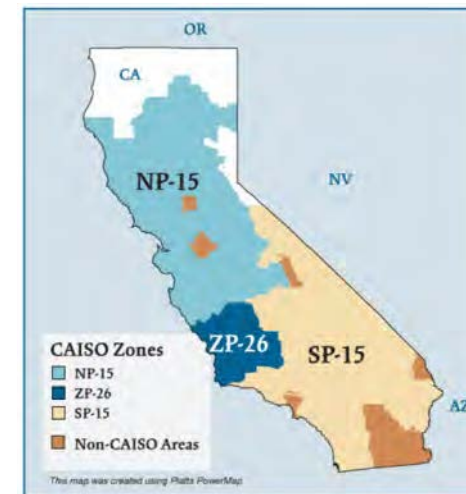 OR
CA
NP-15
NV
ZP-26
SP-15
AZ
CAISO Zones
NP-15
ZP-26
SP-15
Non-CAISO Areas
This map was created using Platts PowerMap